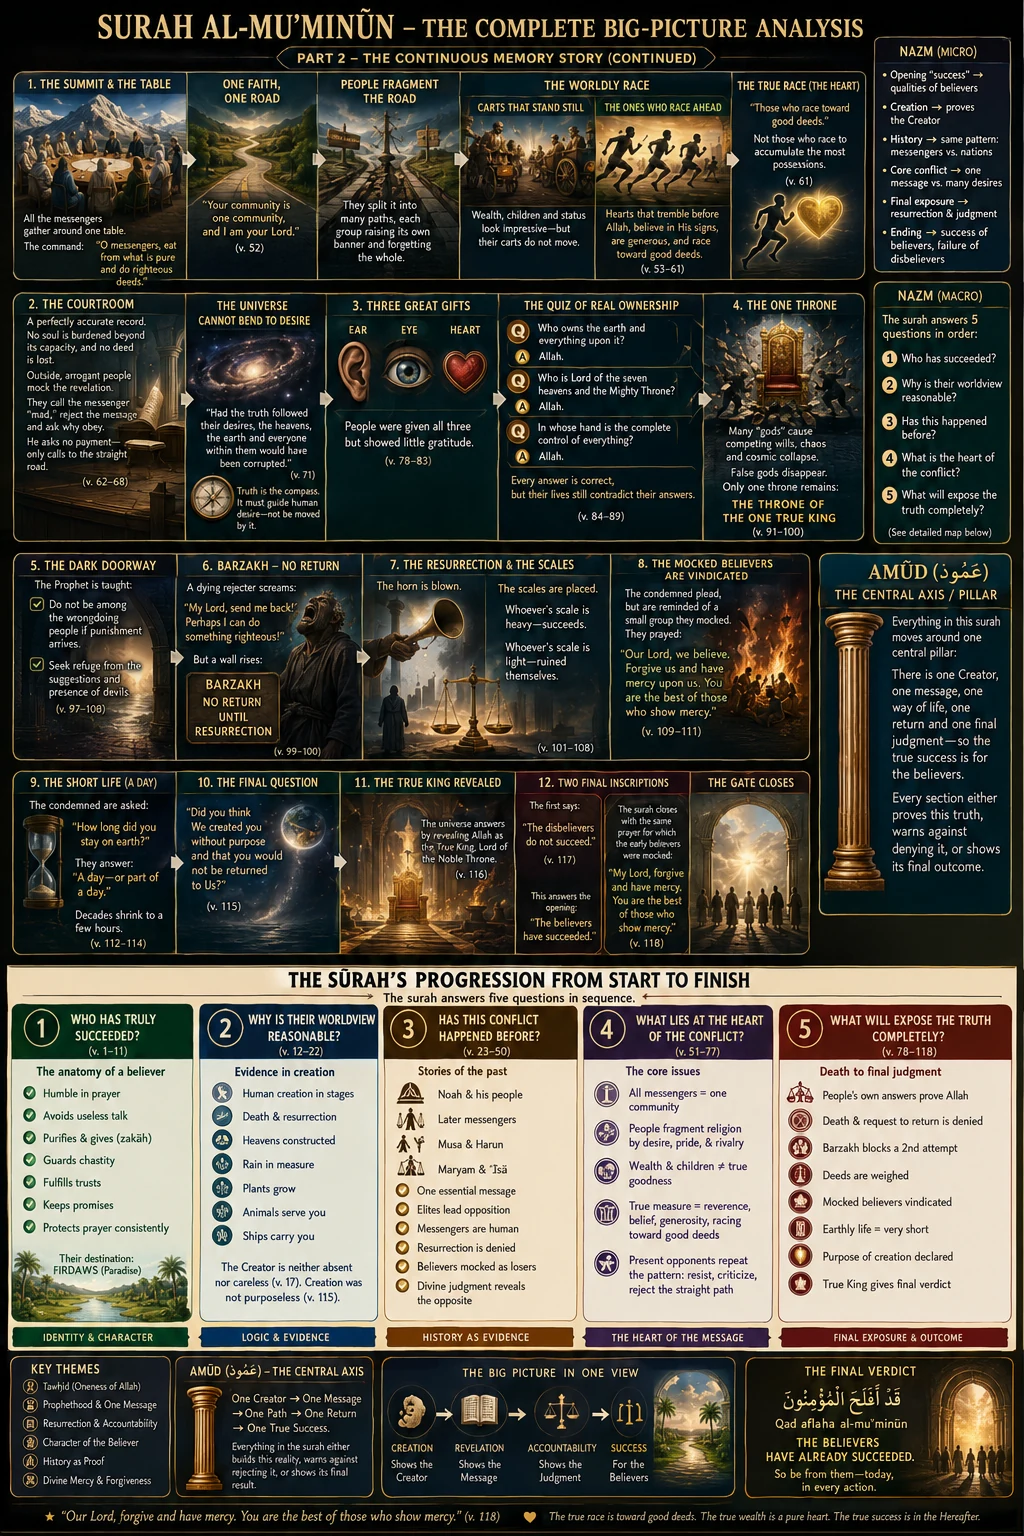 SURAH AL-MU’MINŪN – THE COMPLETE BIG-PICTURE ANALYSIS
PART 2 – THE CONTINUOUS MEMORY STORY (CONTINUED)
1. THE SUMMIT & THE TABLE
All the messengers
gather around one table.
The command:
"O messengers, eat
from what is pure
and do righteous
deeds."
ONE FAITH,
ONE ROAD
"Your community is
one community,
and I am your Lord."
(v. 52)
PEOPLE FRAGMENT
THE ROAD
They split it into
many paths, each
group raising its own
banner and forgetting
the whole.
THE WORLDLY RACE
CARTS THAT STAND STILL
Wealth, children and status
look impressive—but
their carts do not move.
THE ONES WHO RACE AHEAD
Hearts that tremble before
Allah, believe in His signs,
are generous, and race
toward good deeds.
(v. 53–61)
THE TRUE RACE (THE HEART)
"Those who race toward
good deeds."
Not those who race to
accumulate the most
possessions.
(v. 61)
NAZM (MICRO)
• Opening "success" →
qualities of believers
• Creation → proves
the Creator
• History → same pattern:
messengers vs. nations
• Core conflict → one
message vs. many desires
• Final exposure →
resurrection & judgment
• Ending → success of
believers, failure of
disbelievers
2. THE COURTROOM
A perfectly accurate record.
No soul is burdened beyond
its capacity, and no deed
is lost.
Outside, arrogant people
mock the revelation.
They call the messenger
"mad," reject the message
and ask why obey.
He asks no payment—
only calls to the straight
road.
(v. 62–68)
THE UNIVERSE
CANNOT BEND TO DESIRE
"Had the truth followed
their desires, the heavens,
the earth and everyone
within them would have
been corrupted."
(v. 71)
Truth is the compass.
It must guide human
desire—not be moved
by it.
3. THREE GREAT GIFTS
EAR EYE HEART
People were given all three
but showed little gratitude.
(v. 78–83)
THE QUIZ OF REAL OWNERSHIP
Q Who owns the earth and
everything upon it?
A Allah.
Q Who is Lord of the seven
heavens and the Mighty Throne?
A Allah.
Q In whose hand is the complete
control of everything?
A Allah.
Every answer is correct,
but their lives still contradict their answers.
(v. 84–89)
4. THE ONE THRONE
Many "gods" cause
competing wills, chaos
and cosmic collapse.
False gods disappear.
Only one throne remains:
THE THRONE OF
THE ONE TRUE KING
(v. 91–100)
NAZM (MACRO)
The surah answers 5
questions in order:
1 Who has succeeded?
2 Why is their worldview
reasonable?
3 Has this happened
before?
4 What is the heart of
the conflict?
5 What will expose the
truth completely?
(See detailed map below)
5. THE DARK DOORWAY
The Prophet is taught:
Do not be among
the wrongdoing
people if punishment
arrives.
Seek refuge from the
suggestions and
presence of devils.
(v. 97–108)
6. BARZAKH – NO RETURN
A dying rejecter screams:
"My Lord, send me back!
Perhaps I can do
something righteous!"
But a wall rises:
BARZAKH
NO RETURN
UNTIL
RESURRECTION
(v. 99–100)
7. THE RESURRECTION & THE SCALES
The horn is blown.
The scales are placed.
Whoever's scale is
heavy—succeeds.
Whoever's scale is
light—ruined
themselves.
(v. 101–108)
8. THE MOCKED BELIEVERS
ARE VINDICATED
The condemned plead,
but are reminded of a
small group they mocked.
They prayed:
"Our Lord, we believe.
Forgive us and have
mercy upon us. You
are the best of those
who show mercy."
(v. 109–111)
AMŪD (عَمُوذ)
THE CENTRAL AXIS / PILLAR
Everything in this surah
moves around one
central pillar:
There is one Creator,
one message, one
way of life, one
return and one final
judgment—so the
true success is for
the believers.
Every section either
proves this truth,
warns against
denying it, or shows
its final outcome.
9. THE SHORT LIFE (A DAY)
The condemned are asked:
"How long did you
stay on earth?"
They answer:
"A day—or part of
a day."
Decades shrink to a
few hours.
(v. 112–114)
10. THE FINAL QUESTION
"Did you think
We created you
without purpose
and that you would
not be returned
to Us?"
(v. 115)
11. THE TRUE KING REVEALED
The universe answers
by revealing Allah as
the True King, Lord of
the Noble Throne.
(v. 116)
12. TWO FINAL INSCRIPTIONS
The first says:
"The disbelievers
do not succeed."
(v. 117)
This answers the
opening:
"The believers
have succeeded."
The surah closes
with the same
prayer for which
the early believers
were mocked:
"My Lord, forgive
and have mercy.
You are the best
of those who
show mercy."
(v. 118)
THE GATE CLOSES
THE SŪRAH'S PROGRESSION FROM START TO FINISH
The surah answers five questions in sequence.
1 WHO HAS TRULY
SUCCEEDED?
(v. 1–11)
The anatomy of a believer
Humble in prayer
Avoids useless talk
Purifies & gives (zakāh)
Guards chastity
Fulfills trusts
Keeps promises
Protects prayer consistently
Their destination:
FIRDAWS (Paradise)
IDENTITY & CHARACTER
2 WHY IS THEIR WORLDVIEW
REASONABLE?
(v. 12–22)
Evidence in creation
Human creation in stages
Death & resurrection
Heavens constructed
Rain in measure
Plants grow
Animals serve you
Ships carry you
The Creator is neither absent
nor careless (v. 17). Creation was
not purposeless (v. 115).
LOGIC & EVIDENCE
3 HAS THIS CONFLICT
HAPPENED BEFORE?
(v. 23–50)
Stories of the past
Noah & his people
Later messengers
Musa & Harun
Maryam & ʿĪsā
One essential message
Elites lead opposition
Messengers are human
Resurrection is denied
Believers mocked as losers
Divine judgment reveals
the opposite
HISTORY AS EVIDENCE
4 WHAT LIES AT THE HEART
OF THE CONFLICT?
(v. 51–77)
The core issues
All messengers = one
community
People fragment religion
by desire, pride, & rivalry
Wealth & children ≠ true
goodness
True measure = reverence,
belief, generosity, racing
toward good deeds
Present opponents repeat
the pattern: resist, criticize,
reject the straight path
THE HEART OF THE MESSAGE
5 WHAT WILL EXPOSE THE TRUTH
COMPLETELY?
(v. 78–118)
Death to final judgment
People's own answers prove Allah
Death & request to return is denied
Barzakh blocks a 2nd attempt
Deeds are weighed
Mocked believers vindicated
Earthly life = very short
Purpose of creation declared
True King gives final verdict
FINAL EXPOSURE & OUTCOME
KEY THEMES
Tawḥīd (Oneness of Allah)
Prophethood & One Message
Resurrection & Accountability
Character of the Believer
History as Proof
Divine Mercy & Forgiveness
AMŪD (عَمُوذ) – THE CENTRAL AXIS
One Creator → One Message
→ One Path → One Return
→ One True Success.
Everything in the surah either
builds this reality, warns against
rejecting it, or shows its final
result.
THE BIG PICTURE IN ONE VIEW
CREATION
Shows the
Creator
REVELATION
Shows the
Message
ACCOUNTABILITY
Shows the
Judgment
SUCCESS
For the
Believers
THE FINAL VERDICT
قَدْ أَفْلَحَ الْمُؤْمِنُونَ
Qad aflaḥa al-mu'minūn
THE BELIEVERS
HAVE ALREADY SUCCEEDED.
So be from them—today,
in every action.
★ "Our Lord, forgive and have mercy. You are the best of those who show mercy." (v. 118)
The true race is toward good deeds. The true wealth is a pure heart. The true success is in the Hereafter.